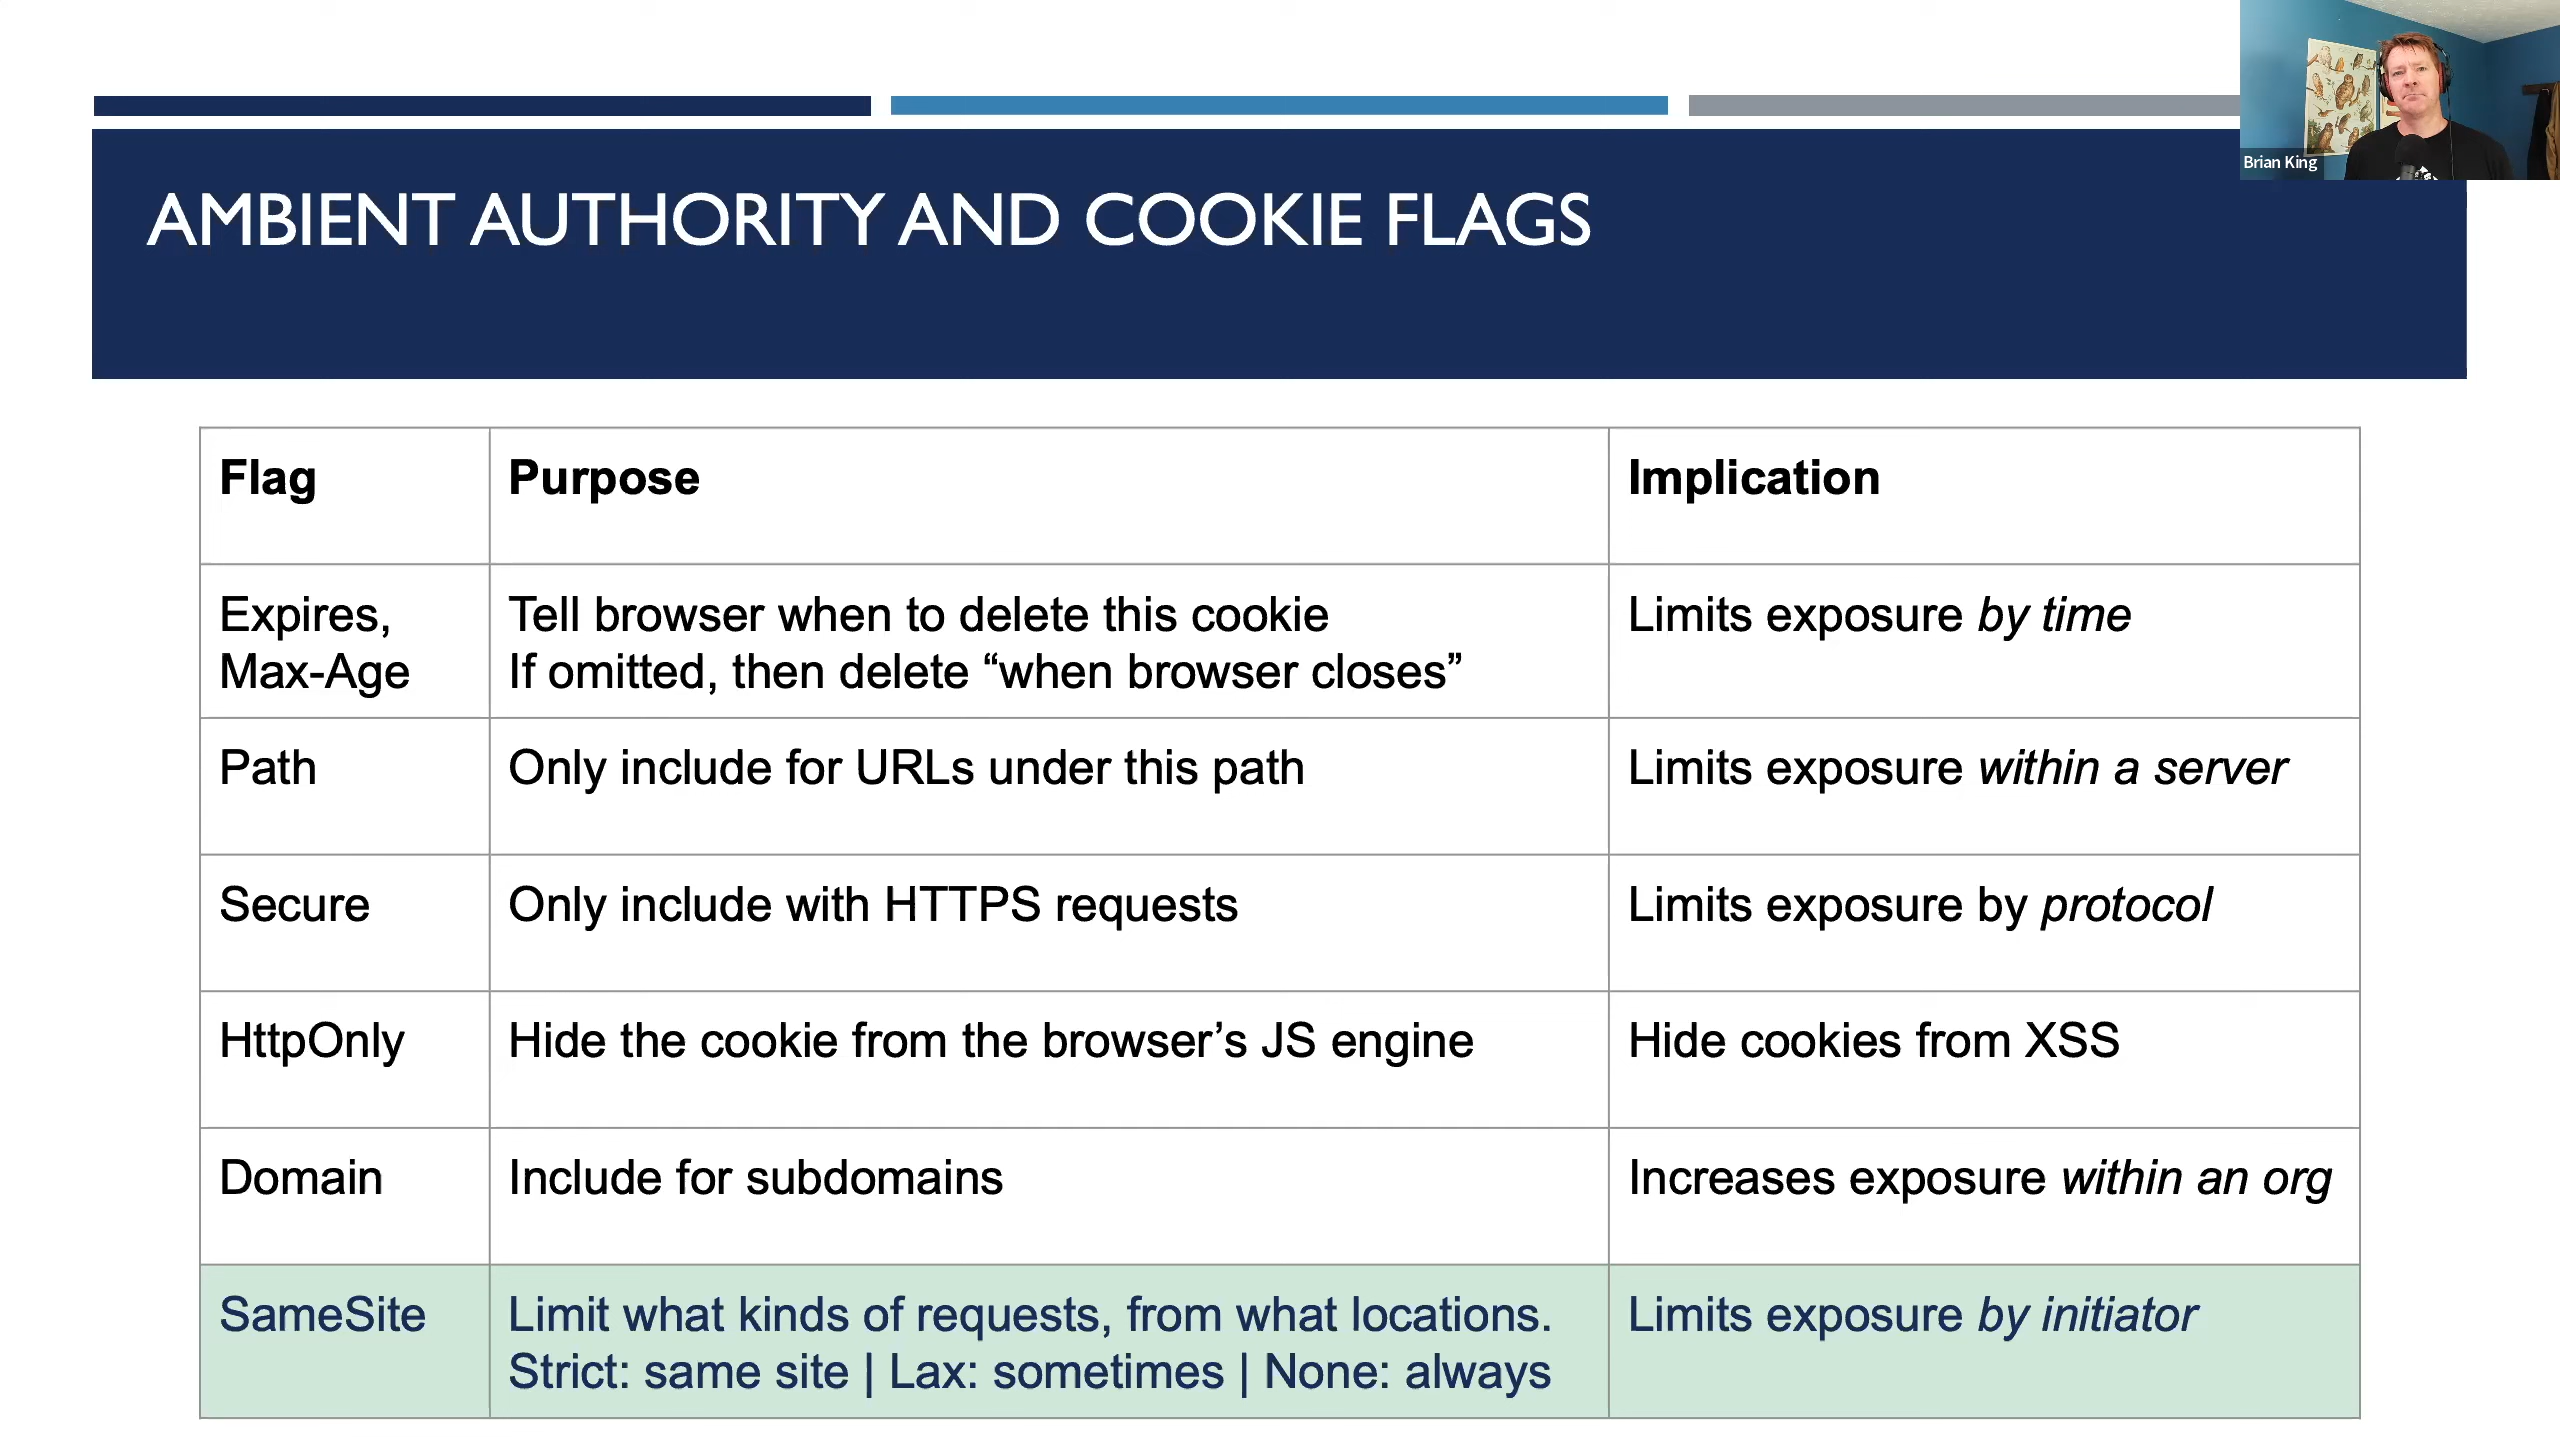 Brian King
AMBIENT AUTHORITY AND COOKIE FLAGS
Flag
Purpose
Implication
Expires,
Max-Age
Tell browser when to delete this cookie
If omitted, then delete “when browser closes”
Limits exposure by time
Path
Only include for URLs under this path
Limits exposure within a server
Secure
Only include with HTTPS requests
Limits exposure by protocol
HttpOnly
Hide the cookie from the browser’s JS engine
Hide cookies from XSS
Domain
Include for subdomains
Increases exposure within an org
SameSite
Limit what kinds of requests, from what locations.
Strict: same site | Lax: sometimes | None: always
Limits exposure by initiator